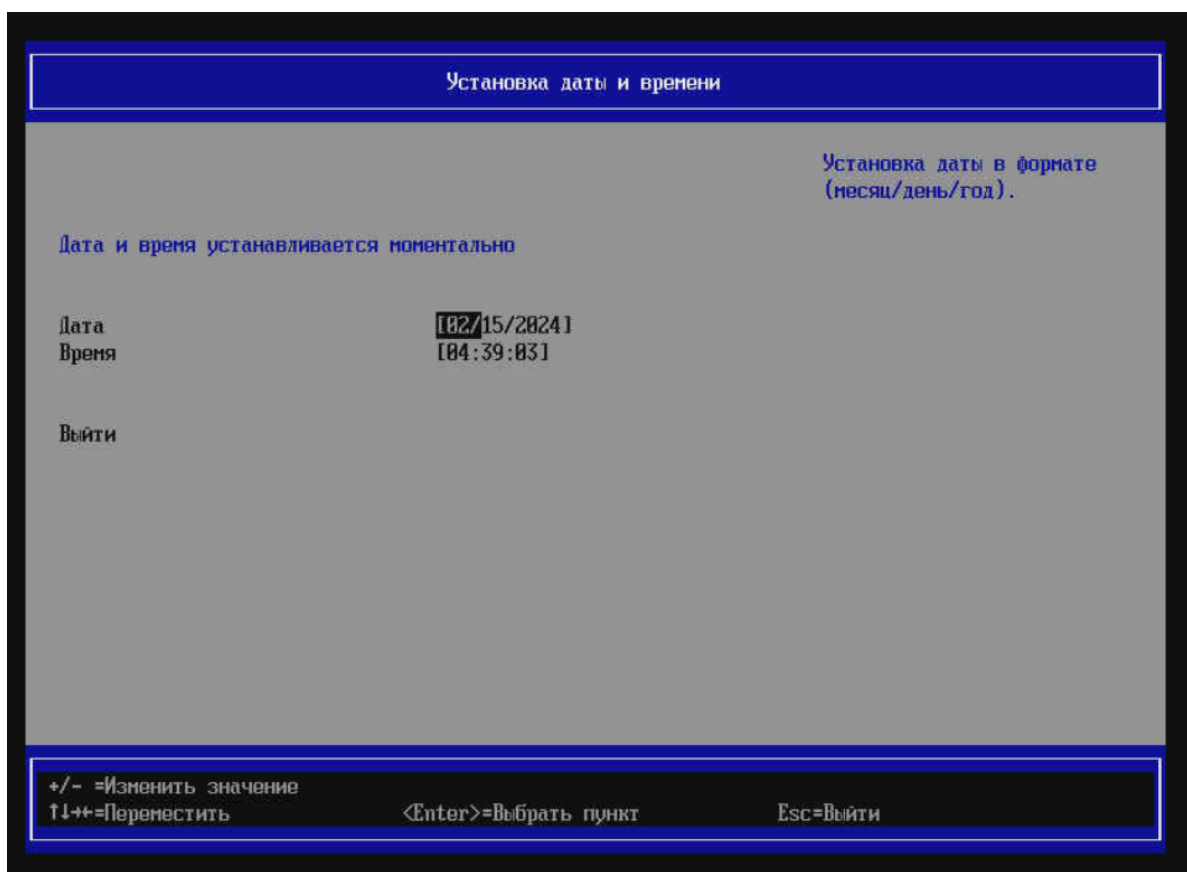 Установка даты и времени
Установка даты в формате
(месяц/день/год).
Дата и время устанавливается моментально
Дата [02/15/2024]
Время [04:39:03]
Выйти
+/- =Изменить значение
↑↓→←=Переместить <Enter>=Выбрать пункт Esc=Выйти